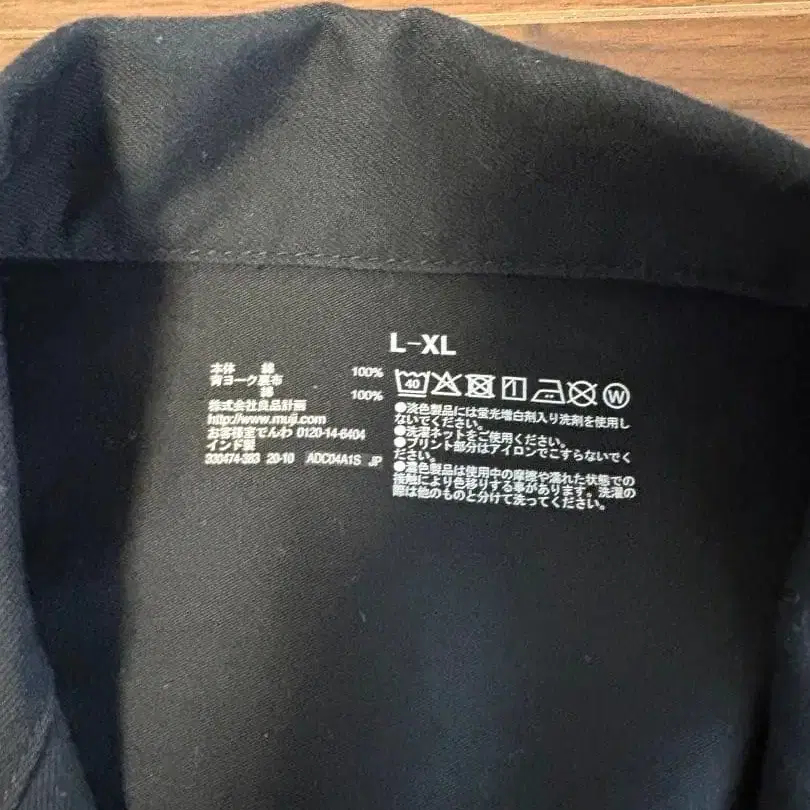 L-XL
本体 綿 100%
背ヨーク裏布
綿 100%
株式会社良品計画
http://www.muji.com
お客様室でんわ 0120-14-6404
インド製
330474-383 20-10 ADC04A1S JP
40
W
●淡色製品には蛍光増白剤入り洗剤を使用し
ないでください。
●洗濯ネットをご使用ください。
●プリント部分はアイロンでこすらないでく
ださい。
●濃色製品は使用中の摩擦や濡れた状態での
接触により色移りする事があります。洗濯の
際は他のものと分けて洗ってください。